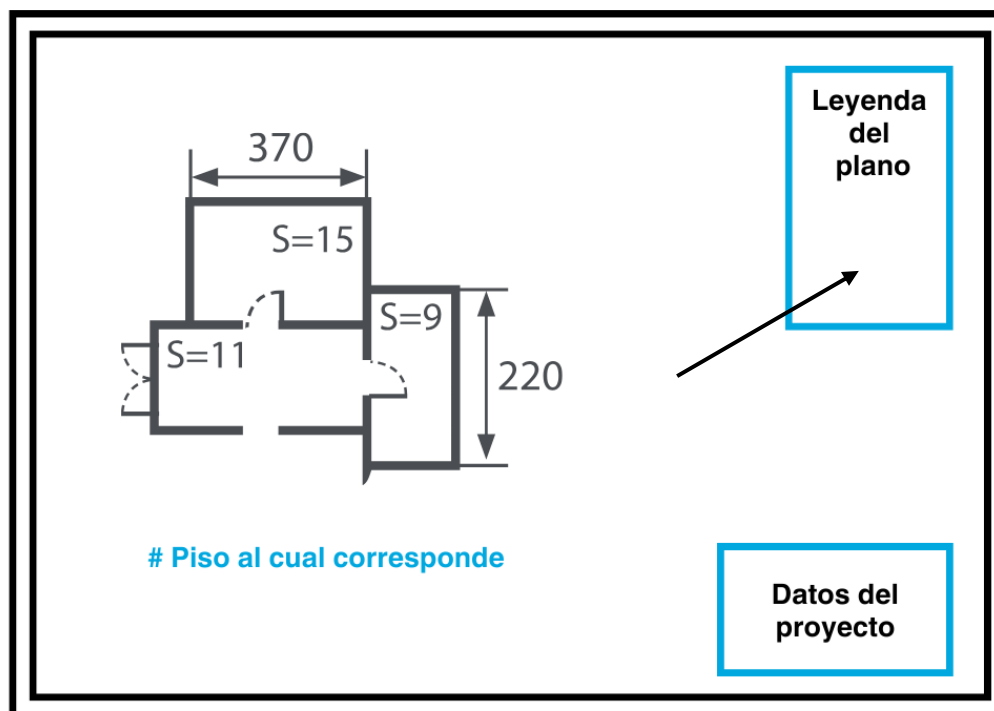 Leyenda
del
plano
370
S=15
S=9
S=11
220
# Piso al cual corresponde
Datos del
proyecto